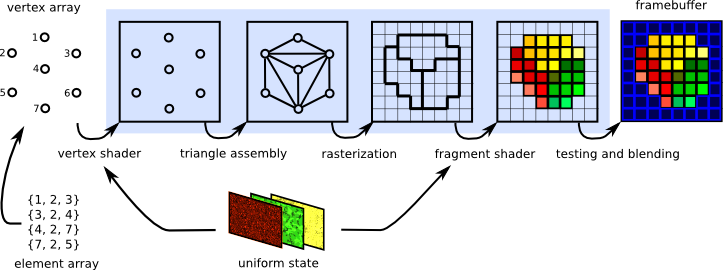 vertex array
framebuffer
1
2
3
4
5
6
7
vertex shader
triangle assembly
rasterization
fragment shader
testing and blending
{1, 2, 3}
{3, 2, 4}
{4, 2, 7}
{7, 2, 5}
element array
uniform state